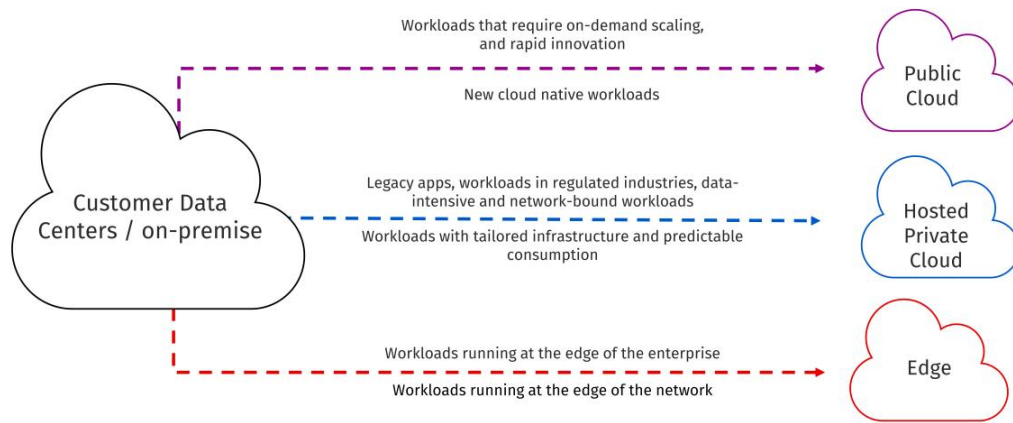 Workloads that require on-demand scaling,
and rapid innovation
New cloud native workloads
Public
Cloud
Customer Data
Centers / on-premise
Legacy apps, workloads in regulated industries, data-
intensive and network-bound workloads
Workloads with tailored infrastructure and predictable
consumption
Hosted
Private
Cloud
Workloads running at the edge of the enterprise
Workloads running at the edge of the network
Edge